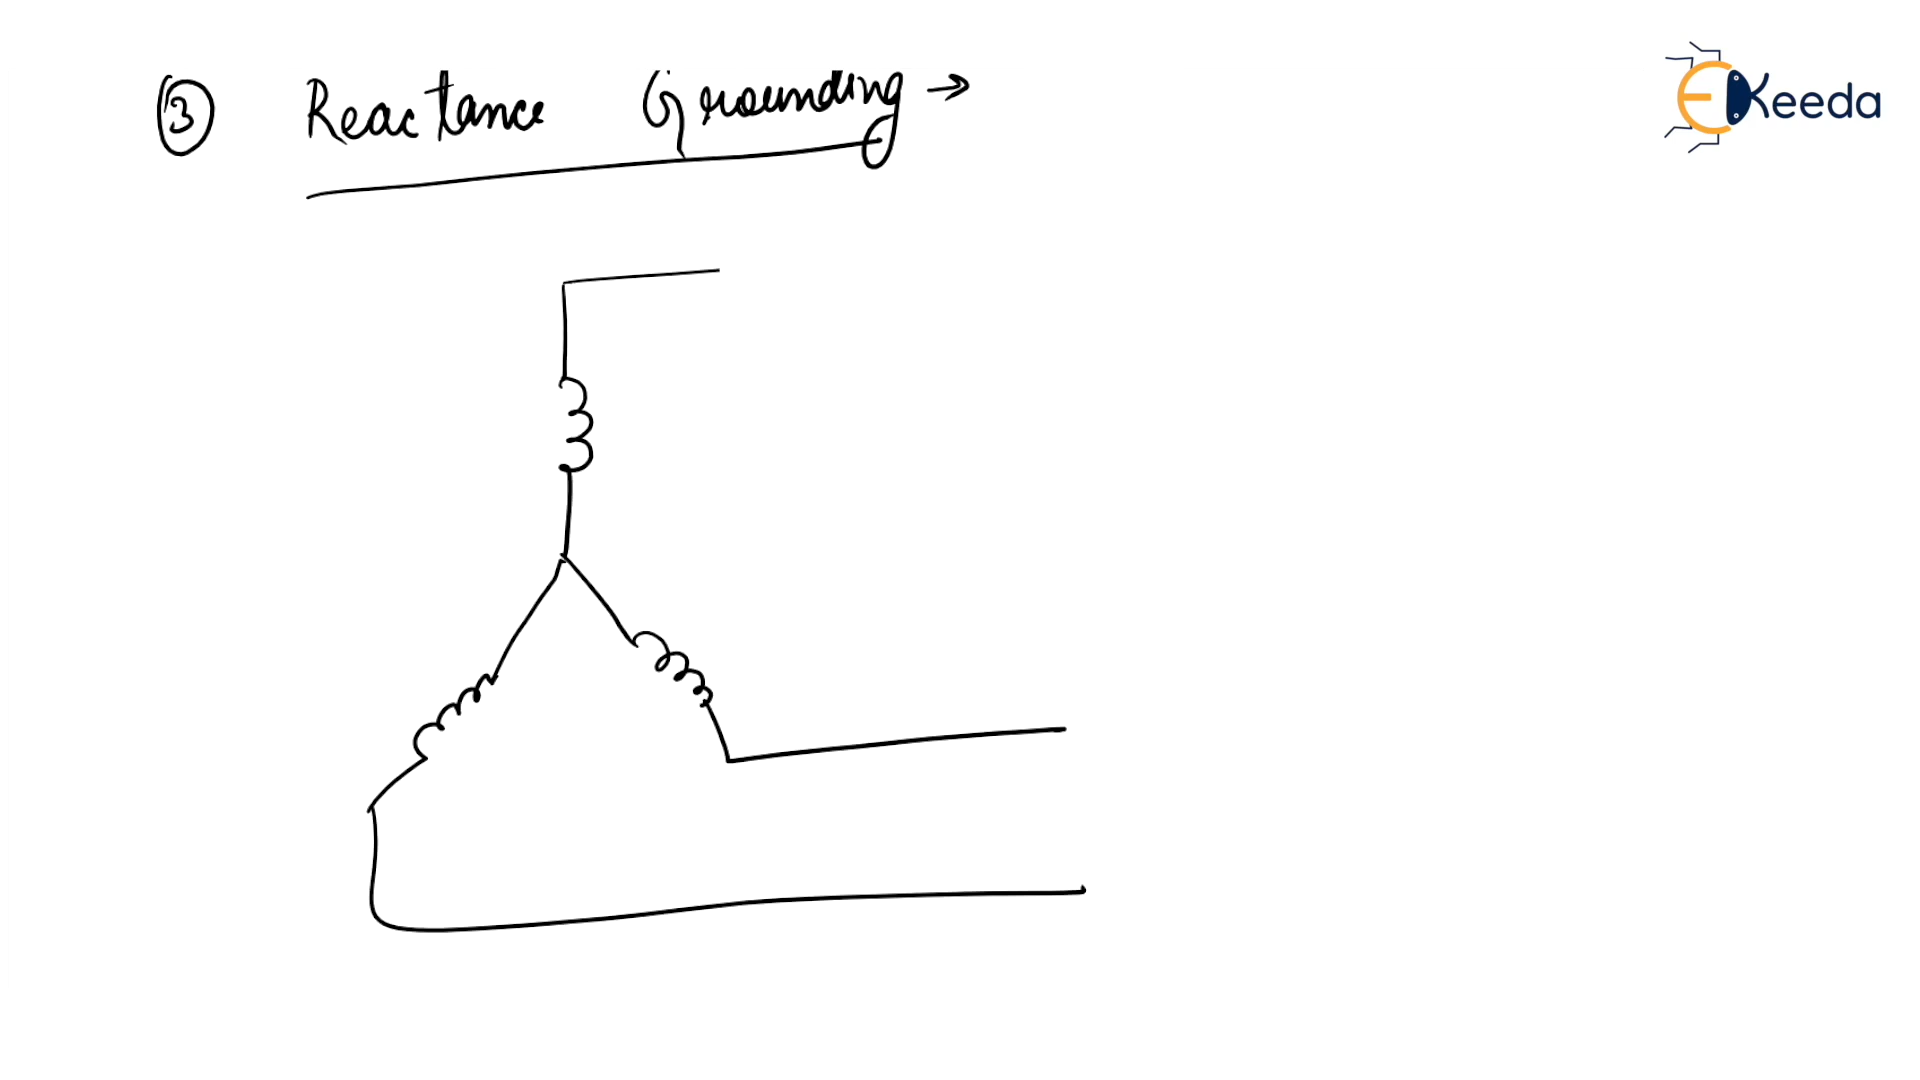 ③ Reactance Grounding →
EKeeda